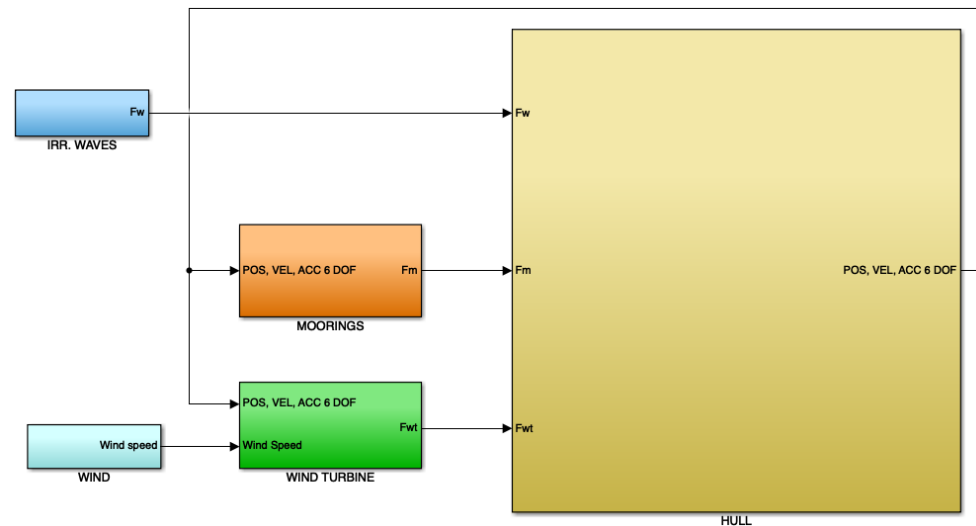 Fw
IRR. WAVES
POS, VEL, ACC 6 DOF
Fm
MOORINGS
POS, VEL, ACC 6 DOF
Fwt
Wind Speed
WIND TURBINE
Wind speed
WIND
Fw
Fm
Fwt
POS, VEL, ACC 6 DOF
HULL